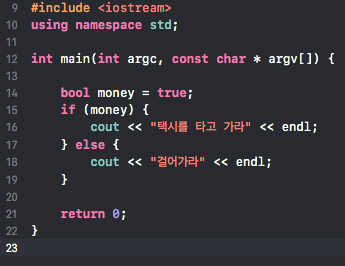 9 #include <iostream>
10 using namespace std;
11
12 int main(int argc, const char * argv[]) {
13
14     bool money = true;
15     if (money) {
16         cout << "택시를 타고 가라" << endl;
17     } else {
18         cout << "걸어가라" << endl;
19     }
20
21     return 0;
22 }
23